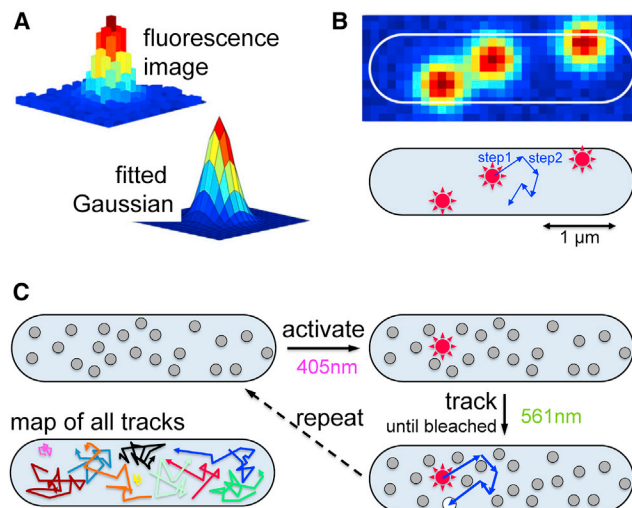 A
fluorescence
image
fitted
Gaussian
B
step1
step2
1 µm
C
activate
405nm
track
until bleached
561nm
repeat
map of all tracks